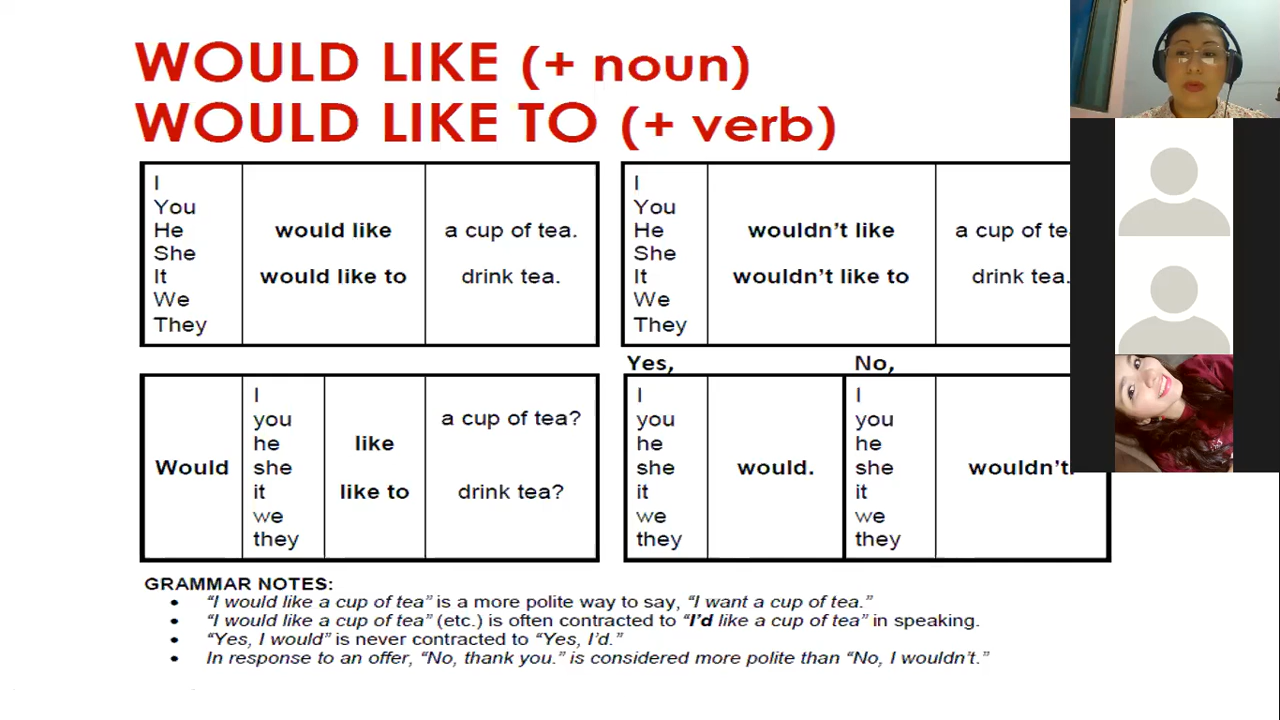 WOULD LIKE (+ noun)
WOULD LIKE TO (+ verb)
I
You
He
She
It
We
They
would like
would like to
a cup of tea.
drink tea.
I
You
He
She
It
We
They
wouldn't like
wouldn't like to
a cup of
drink tea.
Would
I
you
he
she
it
we
they
like
like to
a cup of tea?
drink tea?
Yes,
I
you
he
she
it
we
they
would.
No,
I
you
he
she
it
we
they
wouldn't.
GRAMMAR NOTES:
• "I would like a cup of tea" is a more polite way to say, "I want a cup of tea."
• "I would like a cup of tea" (etc.) is often contracted to "I'd like a cup of tea" in speaking.
• "Yes, I would" is never contracted to "Yes, I'd."
• In response to an offer, "No, thank you." is considered more polite than "No, I wouldn't."